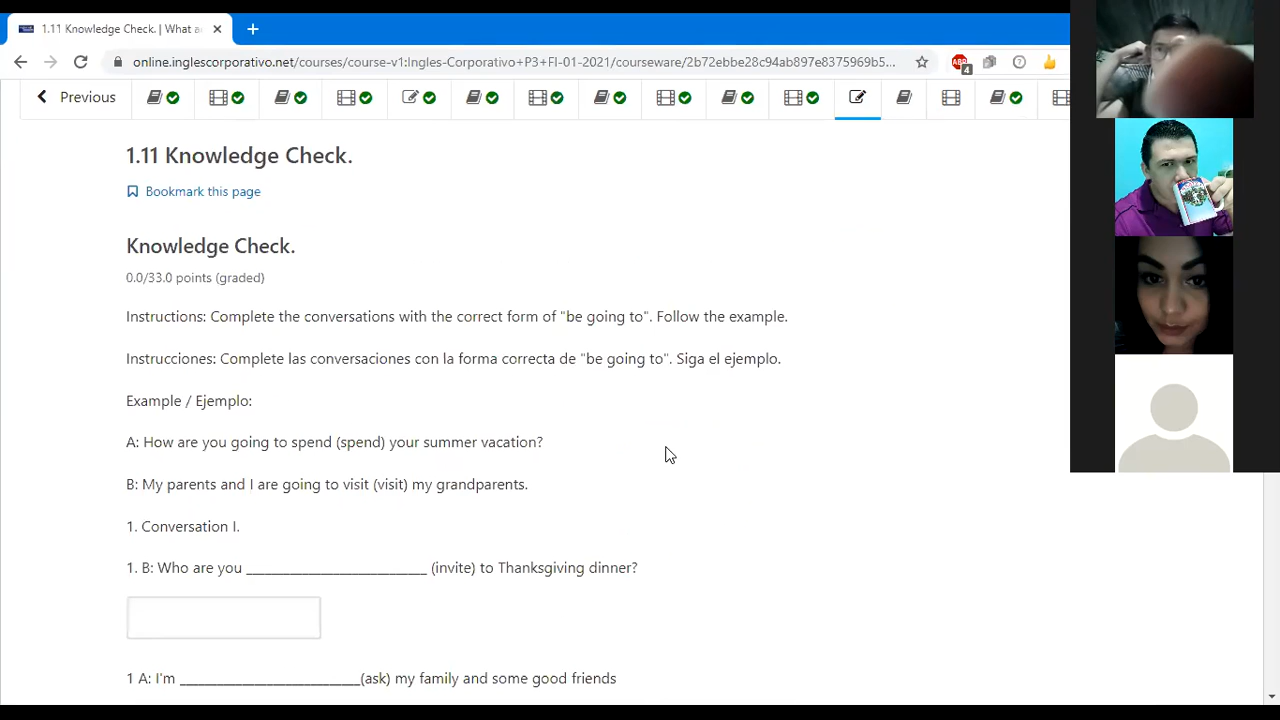 1.11 Knowledge Check. | What a
online.inglescorporativo.net/courses/course-v1:Ingles-Corporativo+P3+FI-01-2021/courseware/2b72ebbe28c94ab897e8375969b5...
ABP
4
Previous
1.11 Knowledge Check.
Bookmark this page
Knowledge Check.
0.0/33.0 points (graded)
Instructions: Complete the conversations with the correct form of "be going to". Follow the example.
Instrucciones: Complete las conversaciones con la forma correcta de "be going to". Siga el ejemplo.
Example / Ejemplo:
A: How are you going to spend (spend) your summer vacation?
B: My parents and I are going to visit (visit) my grandparents.
1. Conversation I.
1. B: Who are you ___________________________ (invite) to Thanksgiving dinner?
1 A: I'm ___________________________(ask) my family and some good friends